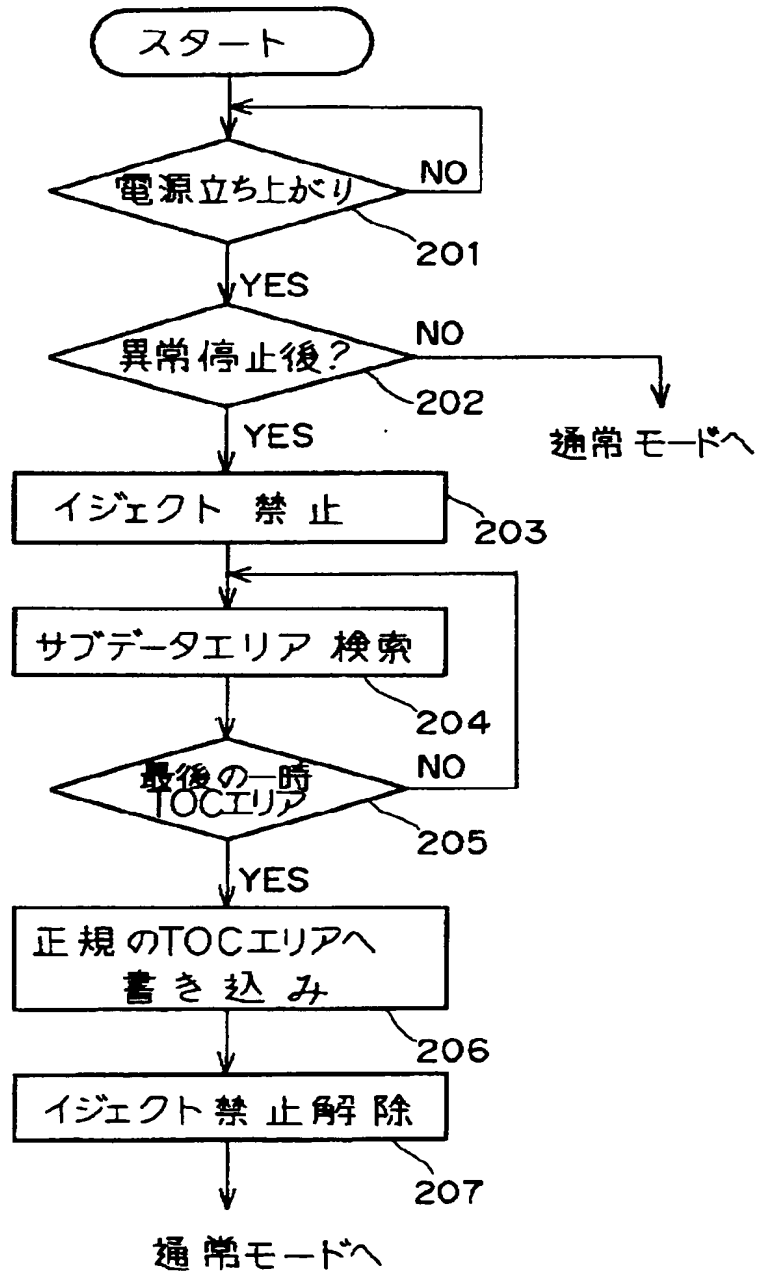 スタート
電源立ち上がり
NO
201
YES
異常停止後?
NO
202
YES
通常モードへ
イジェクト 禁止
203
サブデータエリア 検索
204
最後の一時
TOCエリア
NO
205
YES
正規のTOCエリアへ
書き込み
206
イジェクト禁止解除
207
通常モードへ